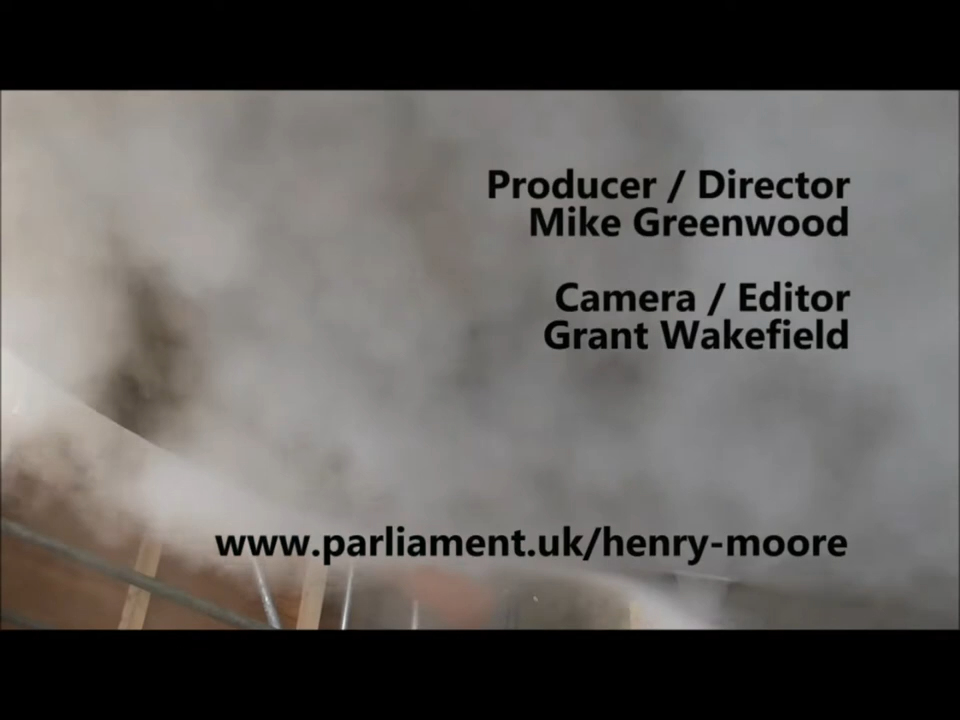 Producer / Director
Mike Greenwood
Camera / Editor
Grant Wakefield
www.parliament.uk/henry-moore